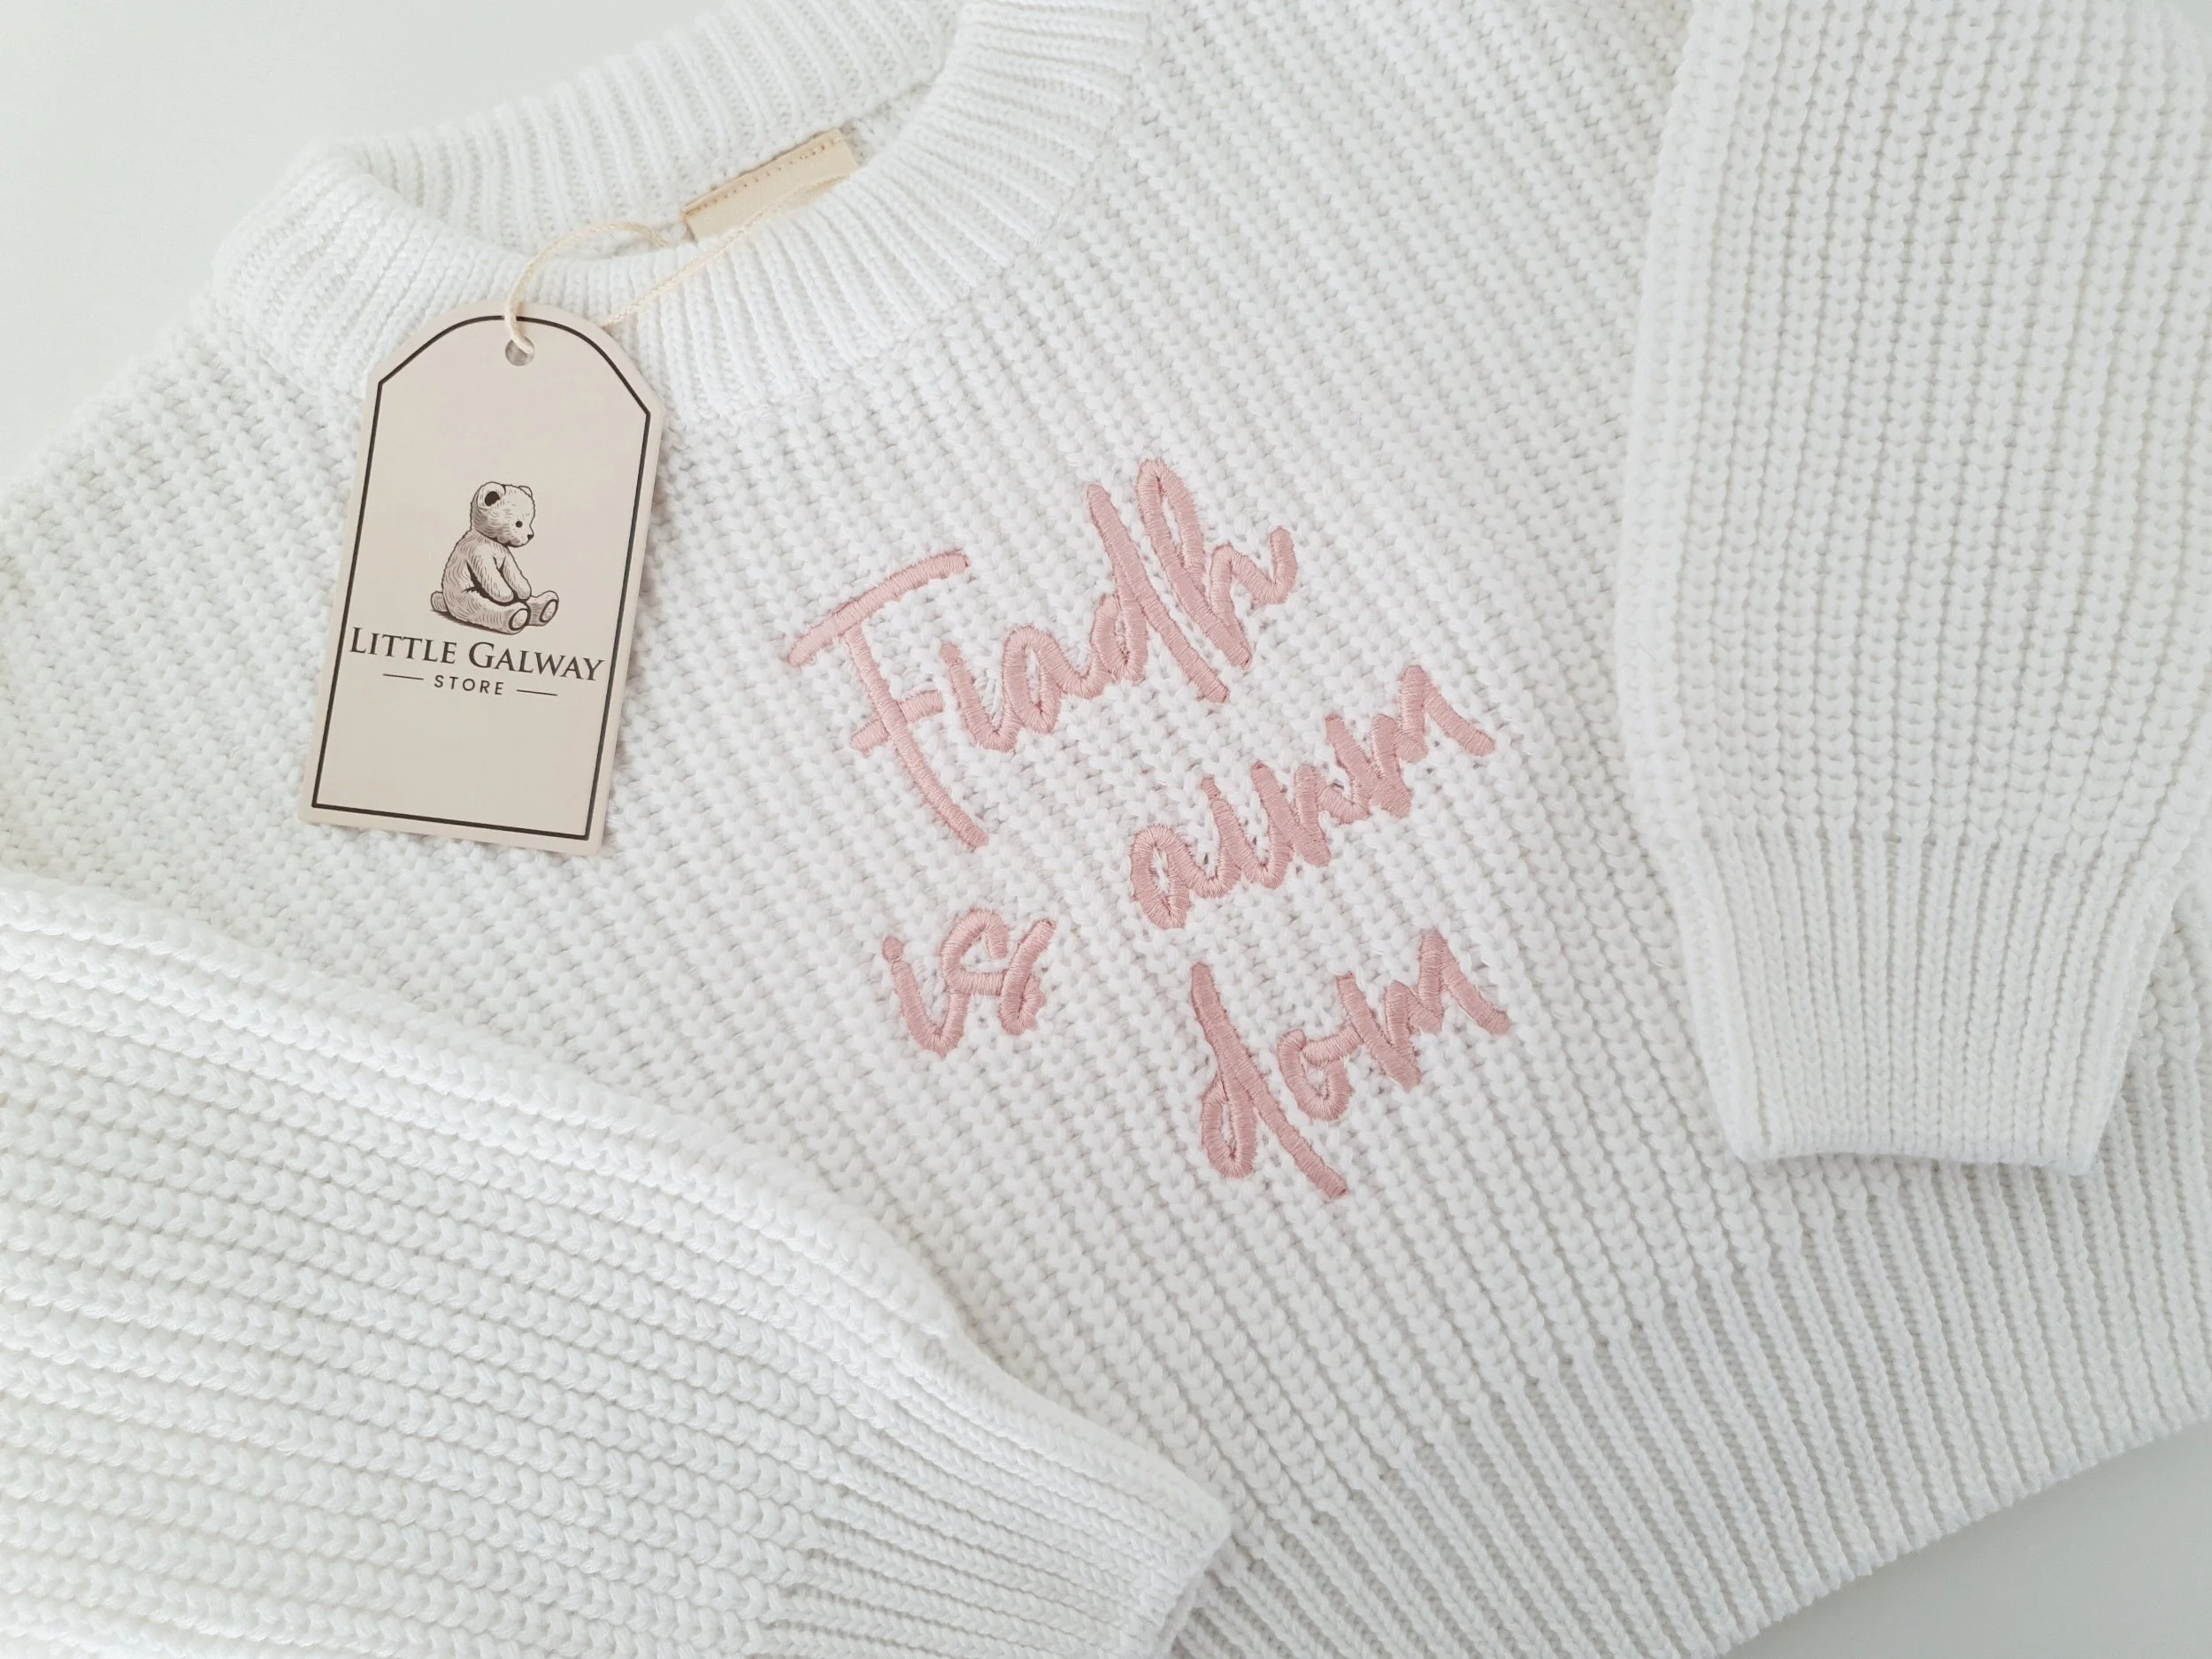 LITTLE GALWAY
STORE
Fiadh
is ainm
dom